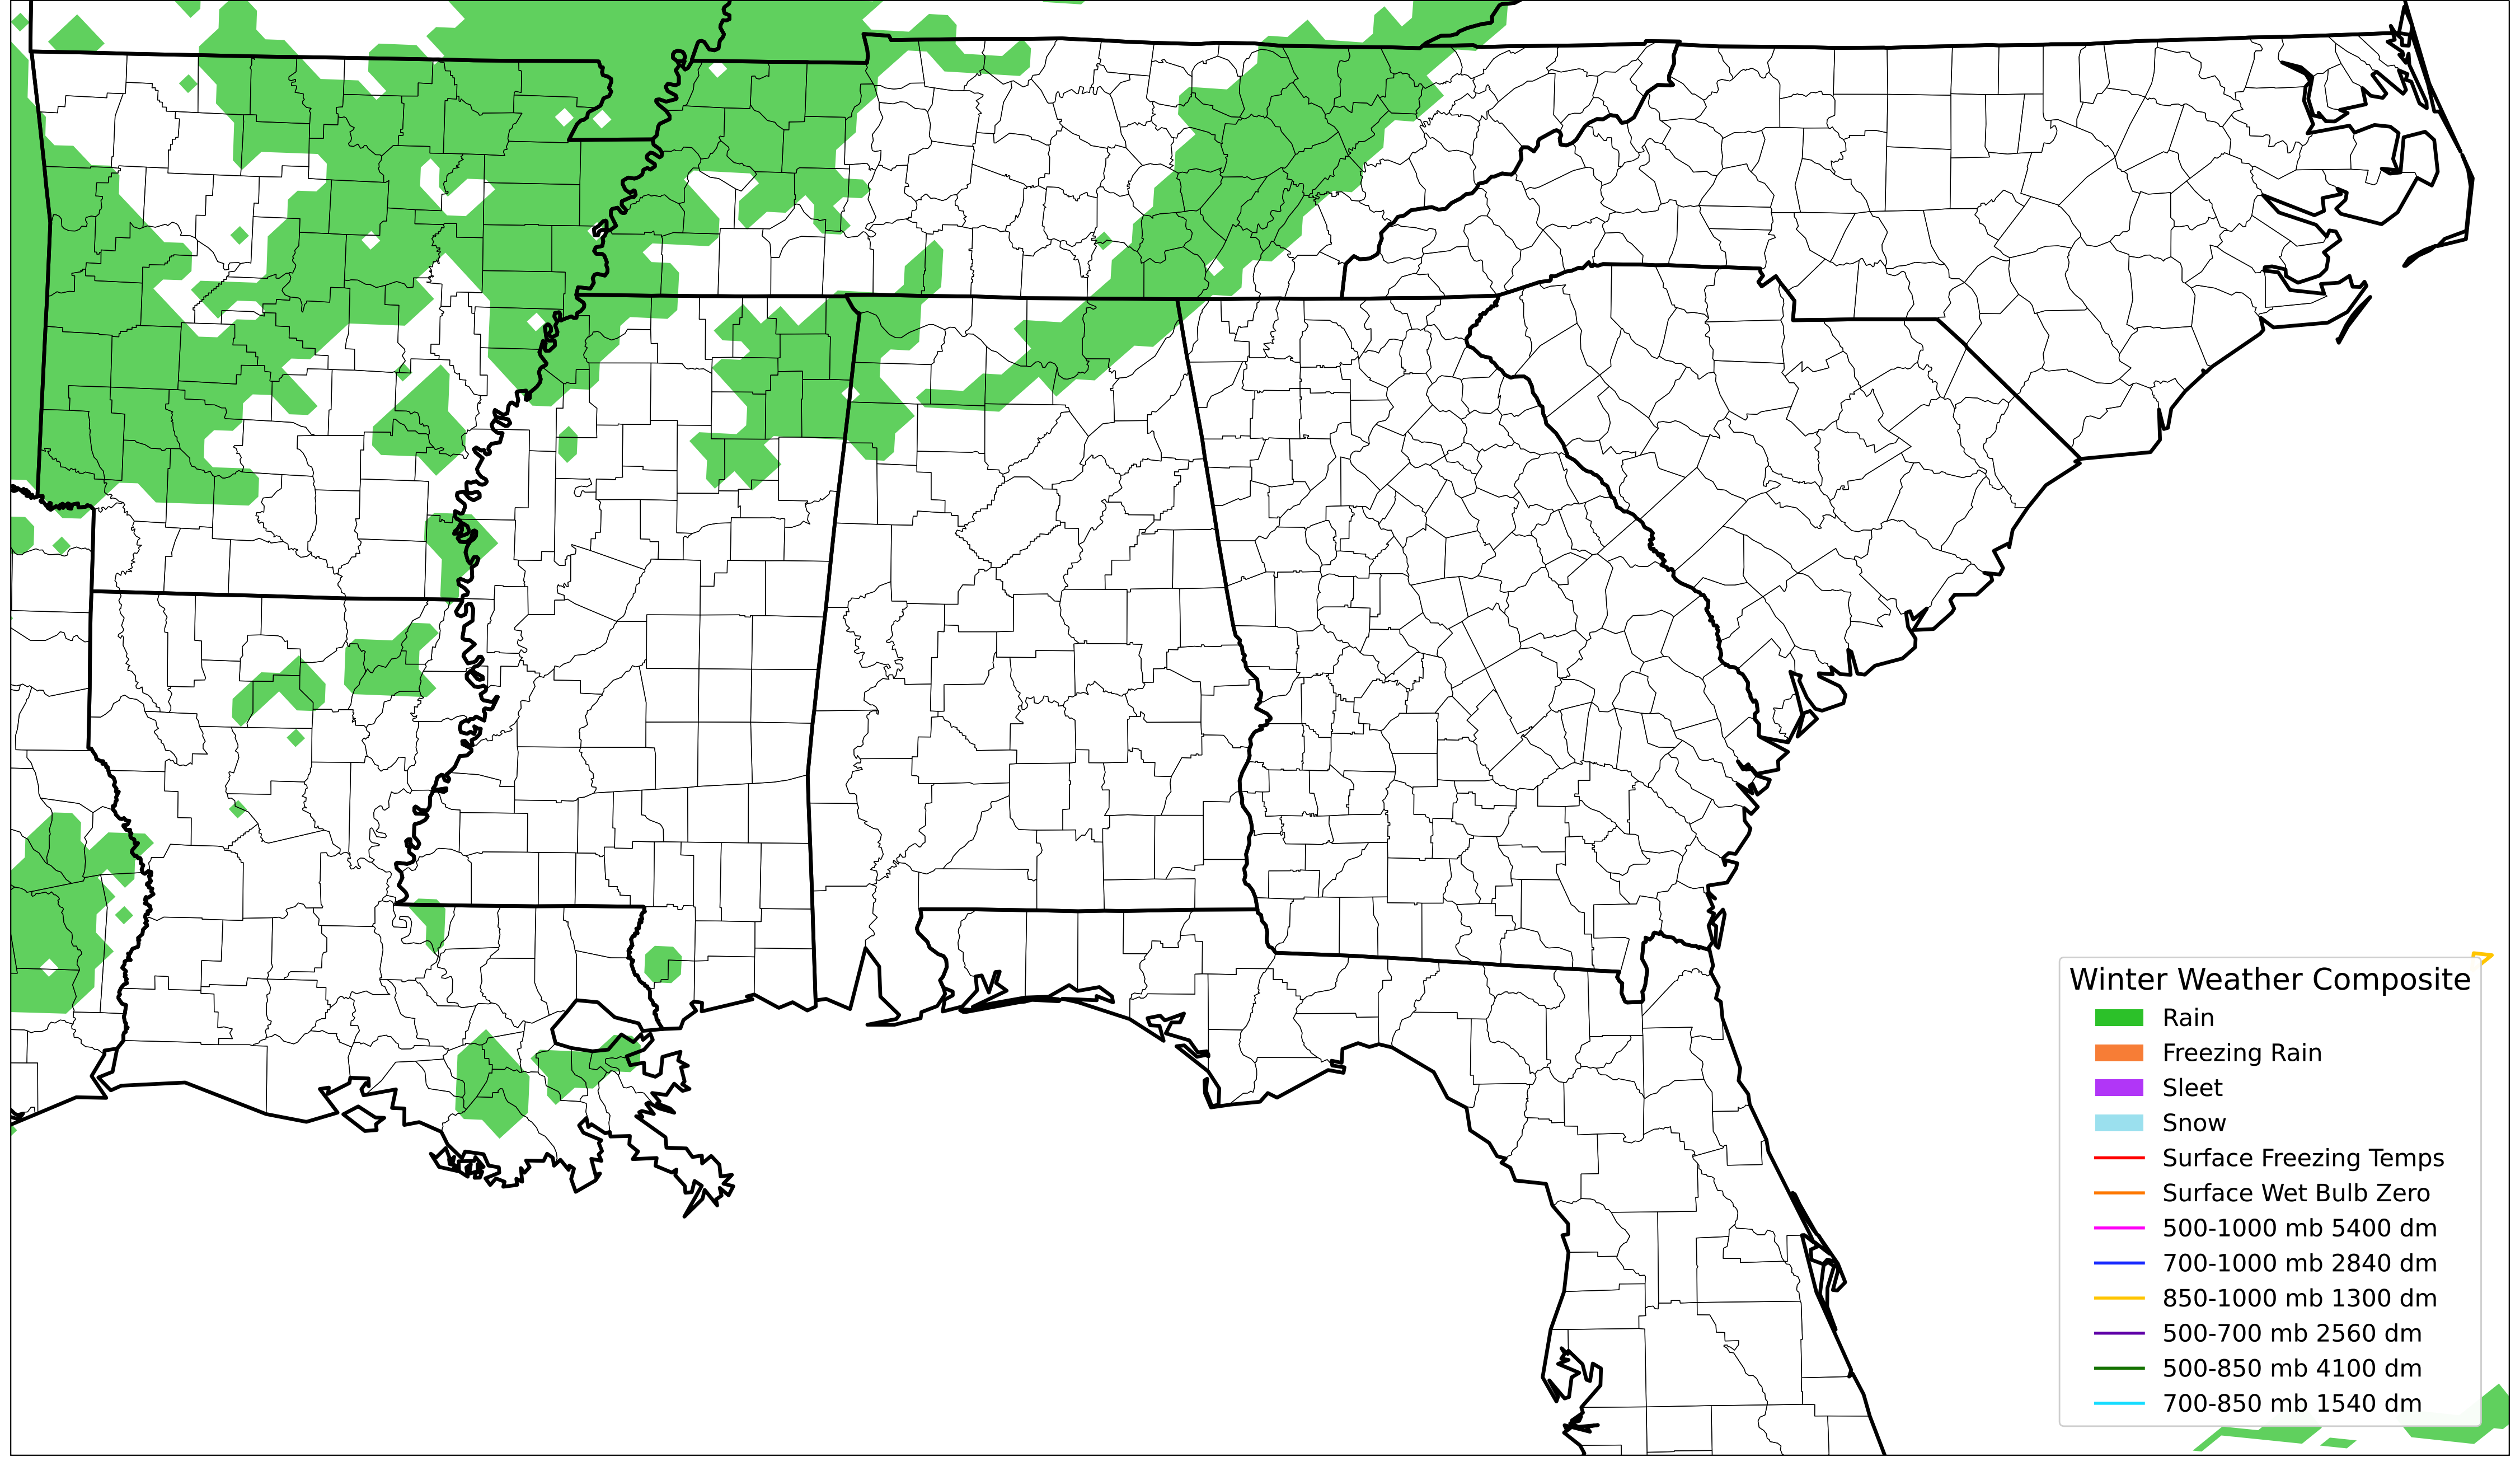 Winter Weather Composite
Rain
Freezing Rain
Sleet
Snow
Surface Freezing Temps
Surface Wet Bulb Zero
500-1000 mb 5400 dm
700-1000 mb 2840 dm
850-1000 mb 1300 dm
500-700 mb 2560 dm
500-850 mb 4100 dm
700-850 mb 1540 dm